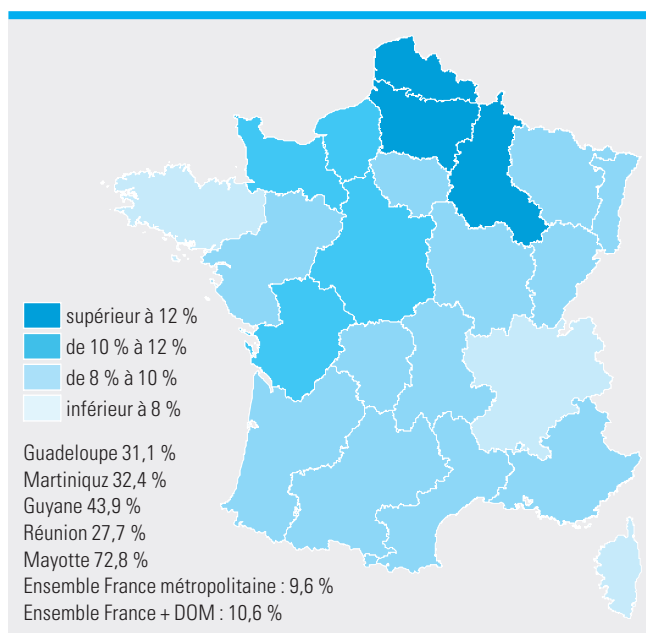 supérieur à 12 %
de 10 % à 12 %
de 8 % à 10 %
inférieur à 8 %
Guadeloupe 31,1 %
Martiniquz 32,4 %
Guyane 43,9 %
Réunion 27,7 %
Mayotte 72,8 %
Ensemble France métropolitaine : 9,6 %
Ensemble France + DOM : 10,6 %